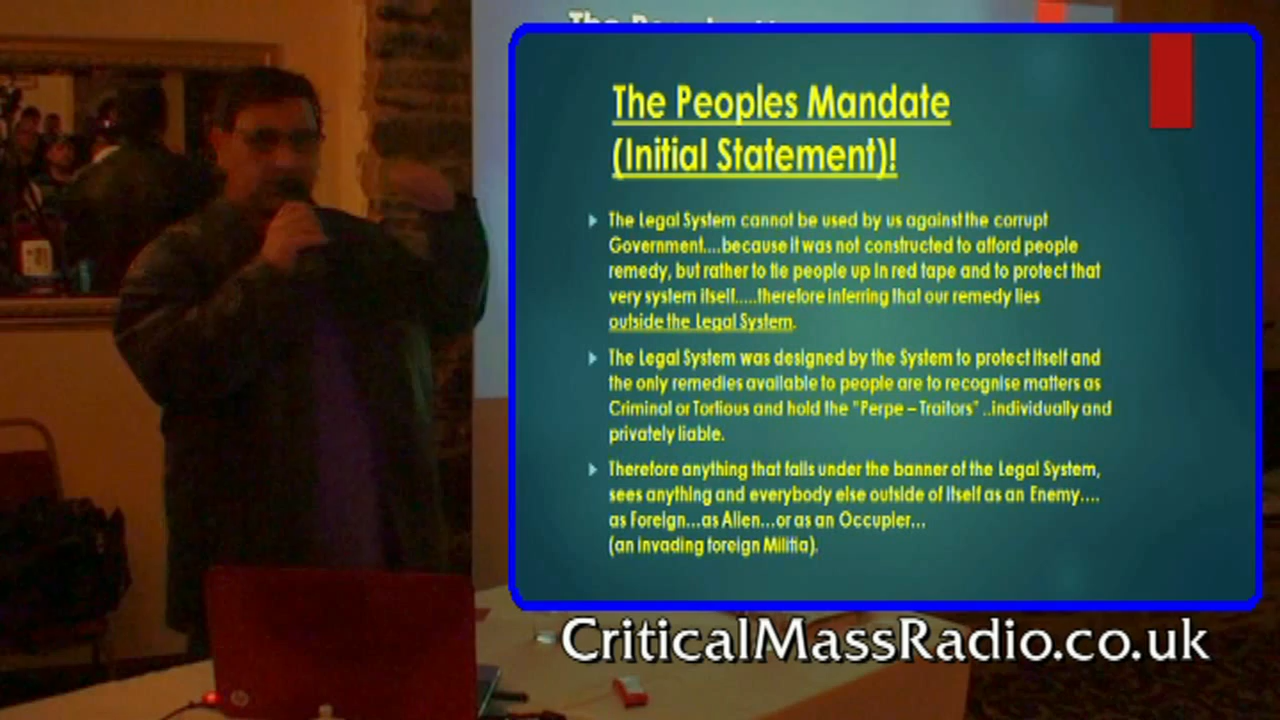 The Peoples Mandate
(Initial Statement)!
The Legal System cannot be used by us against the corrupt
Government....because it was not constructed to afford people
remedy, but rather to tie people up in red tape and to protect that
very system itself.....therefore inferring that our remedy lies
outside the Legal System.
The Legal System was designed by the System to protect itself and
the only remedies available to people are to recognise matters as
Criminal or Tortious and hold the "Perpe – Traitors" ..individually and
privately liable.
Therefore anything that falls under the banner of the Legal System,
sees anything and everybody else outside of itself as an Enemy....
as Foreign...as Alien...or as an Occupier...
(an invading foreign Militia).
CriticalMassRadio.co.uk